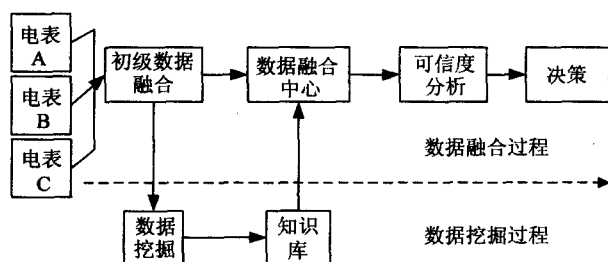 电表
A
电表
B
电表
C
初级数据
融合
数据融合
中心
可信度
分析
决策
数据融合过程
数据
挖掘
知识
库
数据挖掘过程